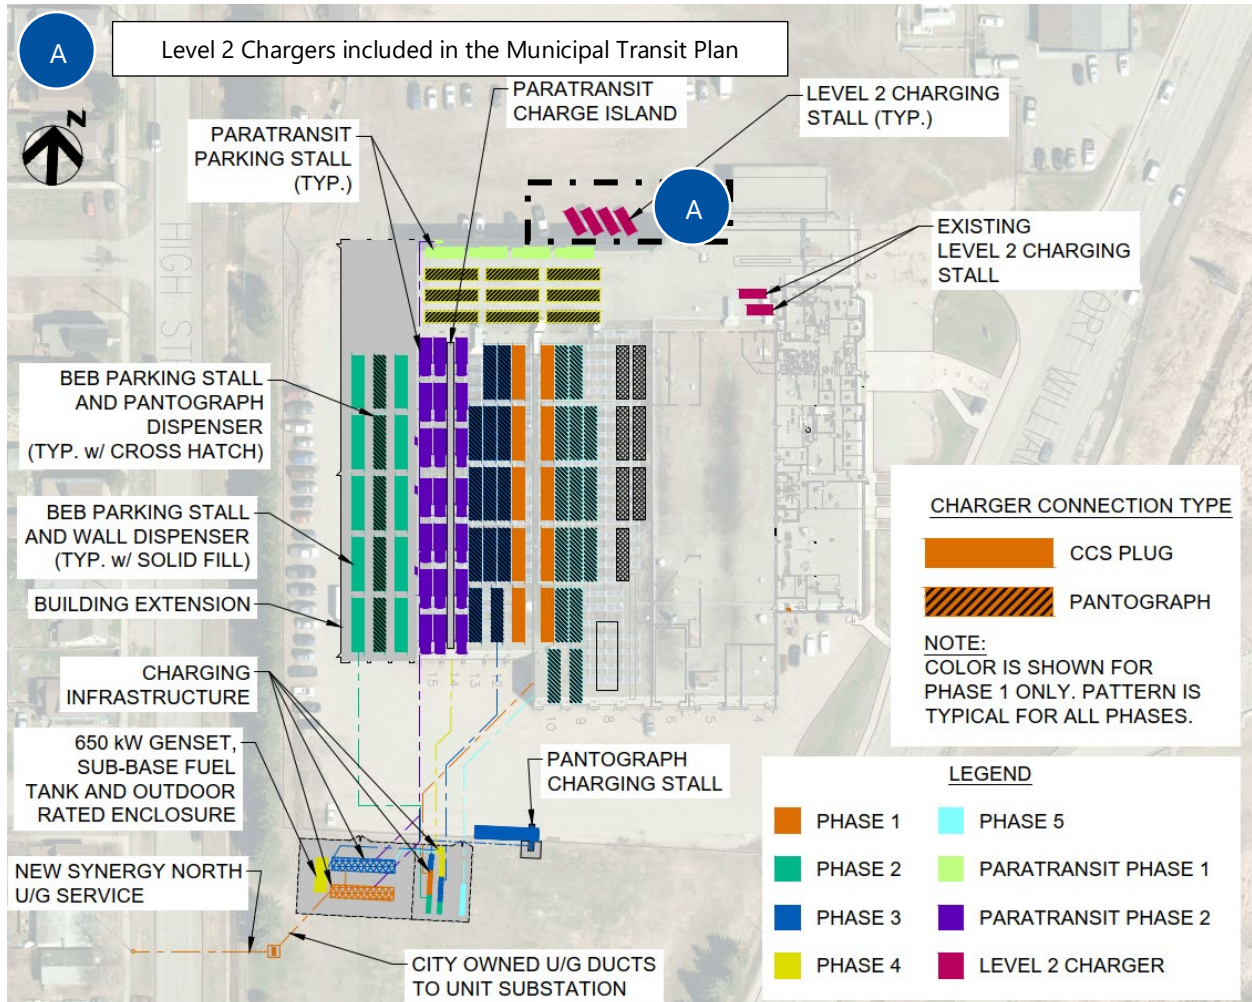 A
Level 2 Chargers included in the Municipal Transit Plan
N
PARATRANSIT
CHARGE ISLAND
LEVEL 2 CHARGING
STALL (TYP.)
PARATRANSIT
PARKING STALL
(TYP.)
A
HIGH ST
EXISTING
LEVEL 2 CHARGING
STALL
2
FORT WILLIAM
BEB PARKING STALL
AND PANTOGRAPH
DISPENSER
(TYP. w/ CROSS HATCH)
BEB PARKING STALL
AND WALL DISPENSER
(TYP. w/ SOLID FILL)
BUILDING EXTENSION
CHARGING
INFRASTRUCTURE
650 kW GENSET,
SUB-BASE FUEL
TANK AND OUTDOOR
RATED ENCLOSURE
NEW SYNERGY NORTH
U/G SERVICE
15
14
12
10
9
8
7
6
5
4
PANTOGRAPH
CHARGING STALL
CITY OWNED U/G DUCTS
TO UNIT SUBSTATION
CHARGER CONNECTION TYPE
CCS PLUG
PANTOGRAPH
NOTE:
COLOR IS SHOWN FOR
PHASE 1 ONLY. PATTERN IS
TYPICAL FOR ALL PHASES.
LEGEND
PHASE 1
PHASE 2
PHASE 3
PHASE 4
PHASE 5
PARATRANSIT PHASE 1
PARATRANSIT PHASE 2
LEVEL 2 CHARGER